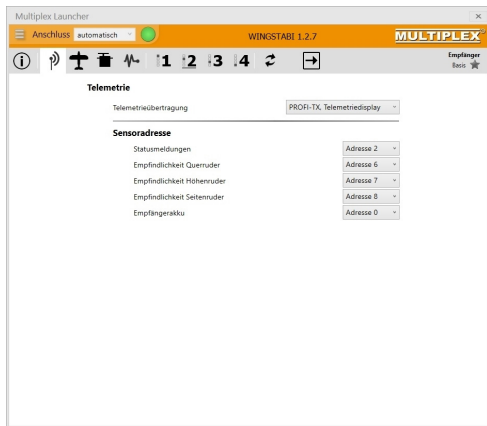 Multiplex Launcher
Anschluss automatisch WINGSTABI 1.2.7 MULTIPLEX
1 2 3 4 Empfänger
Basis
Telemetrie
Telemetrieübertragung PROFI-TX, Telemetriedisplay
Sensoradresse
Statusmeldungen Adresse 2
Empfindlichkeit Querruder Adresse 6
Empfindlichkeit Höhenruder Adresse 7
Empfindlichkeit Seitenruder Adresse 8
Empfängerakku Adresse 0